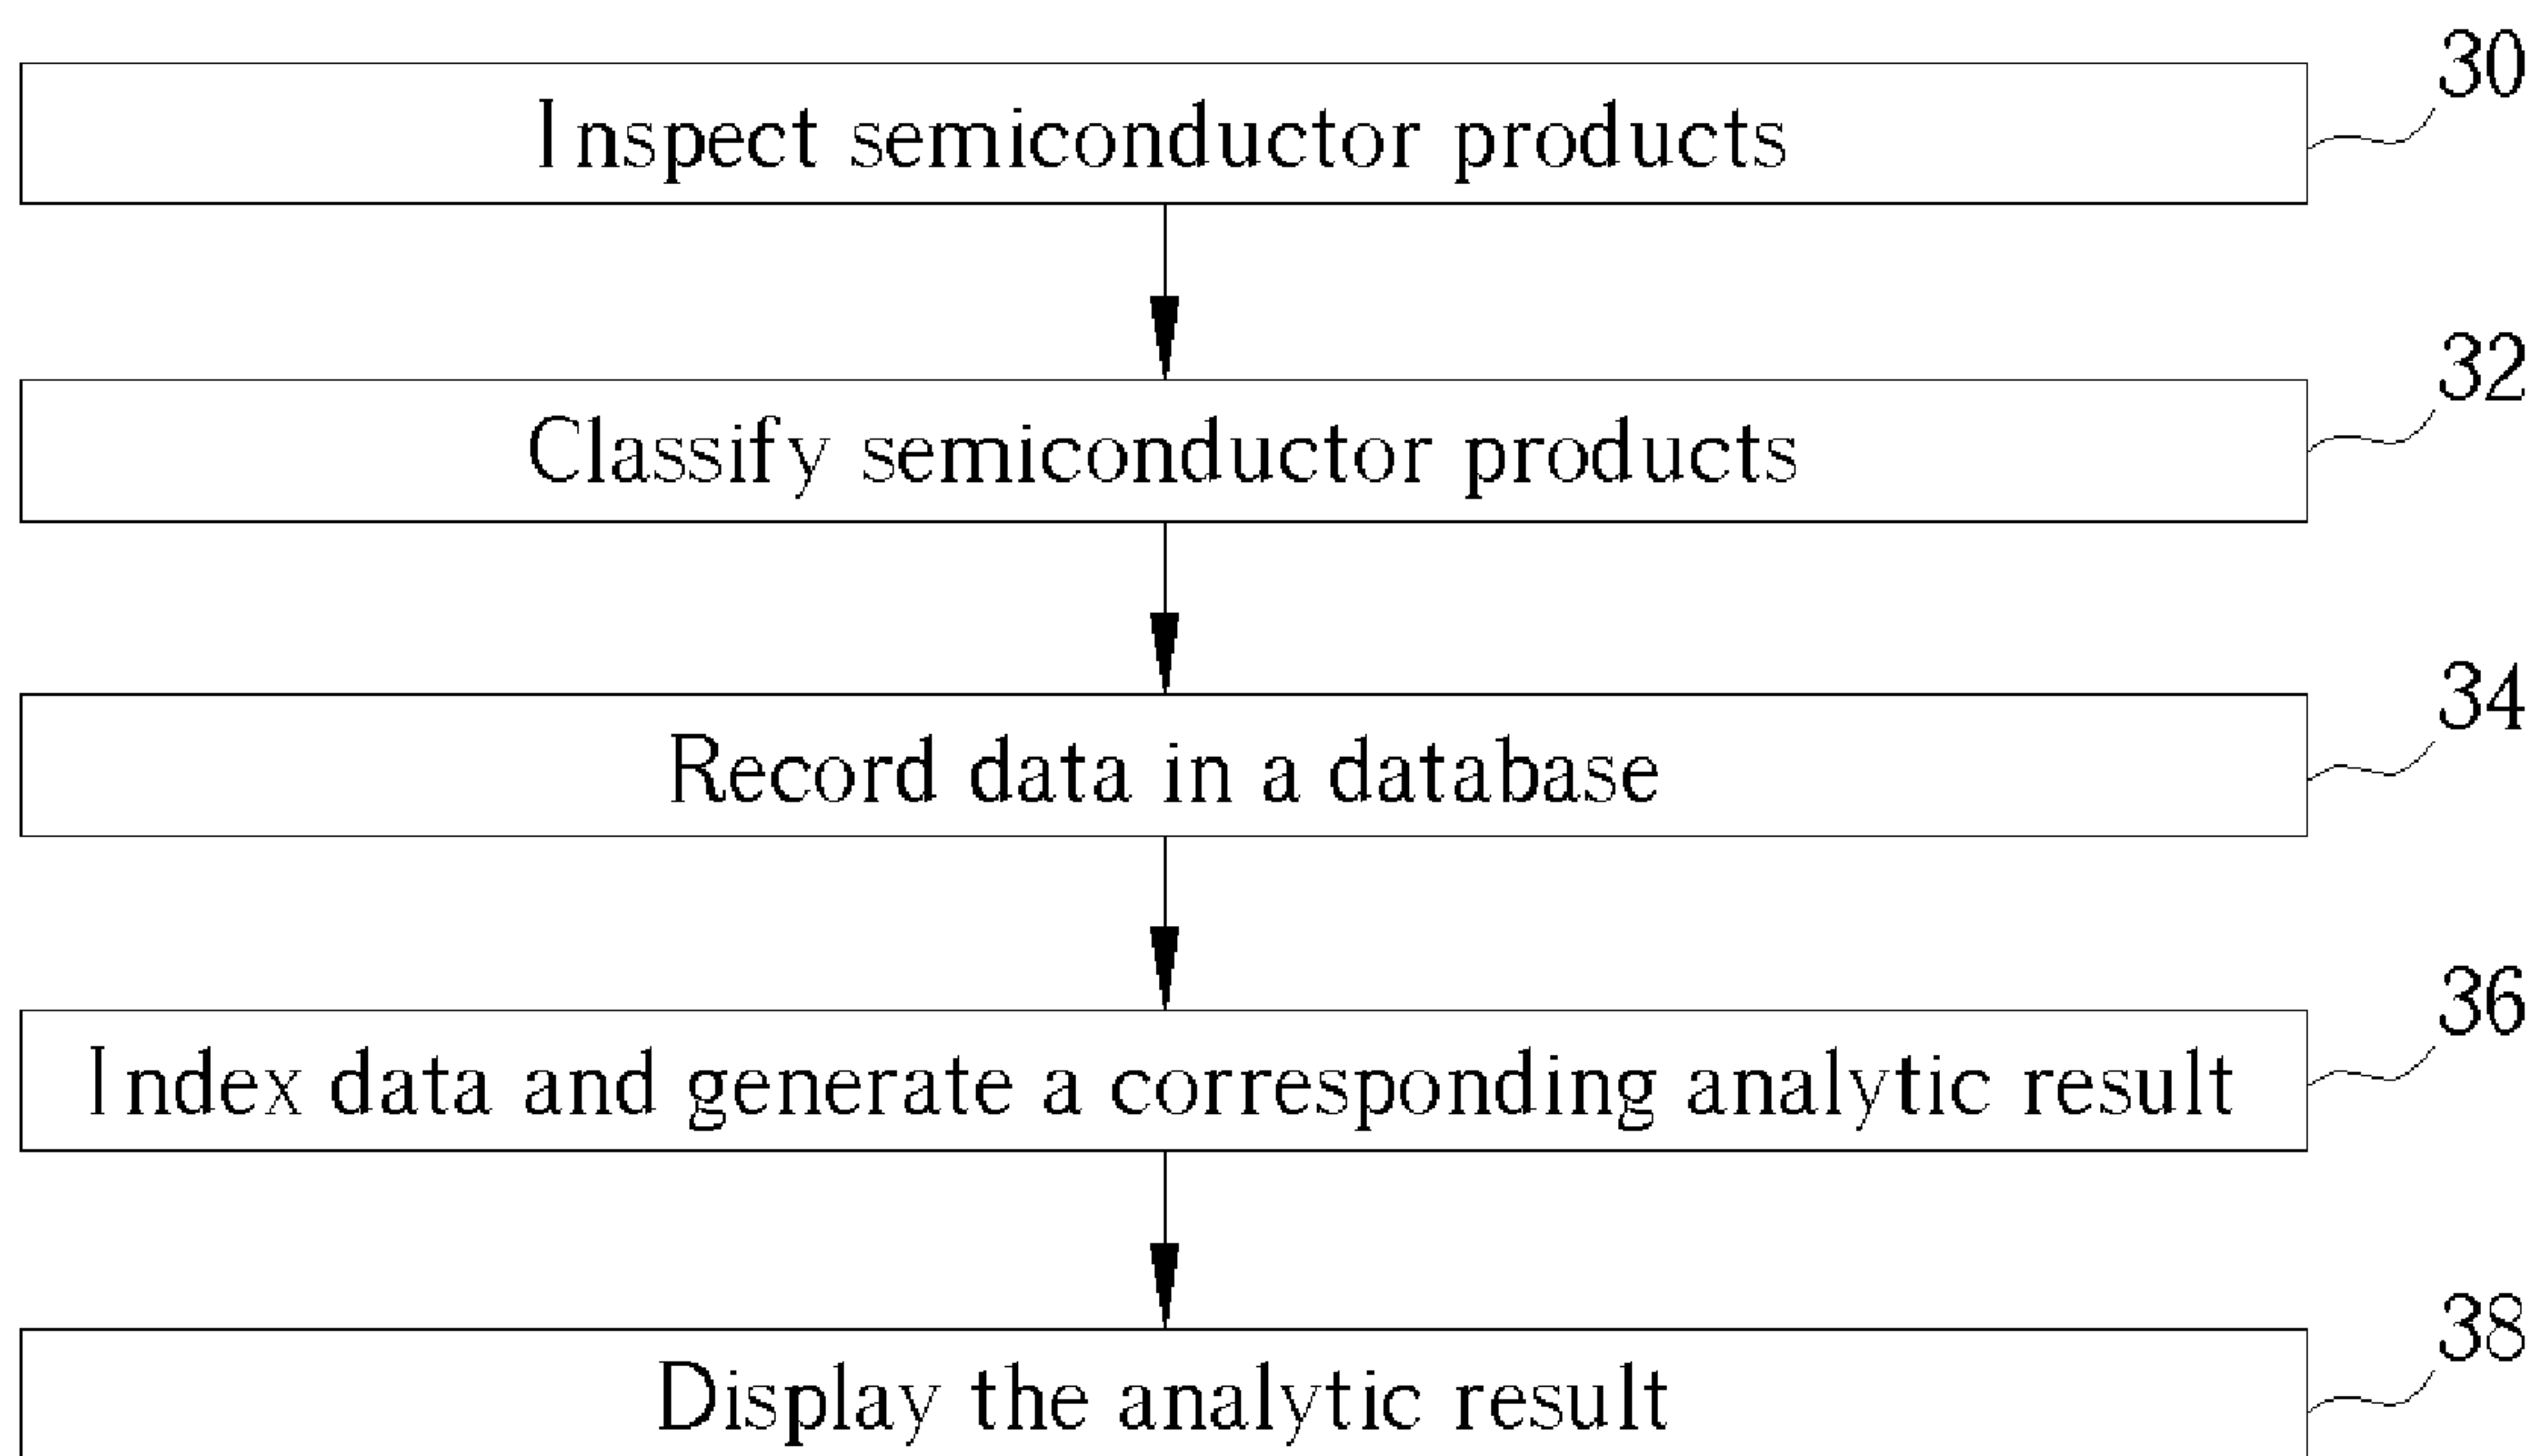 30
Inspect semiconductor products
32
Classify semiconductor products
34
Record data in a database
36
Index data and generate a corresponding analytic result
38
Display the analytic result